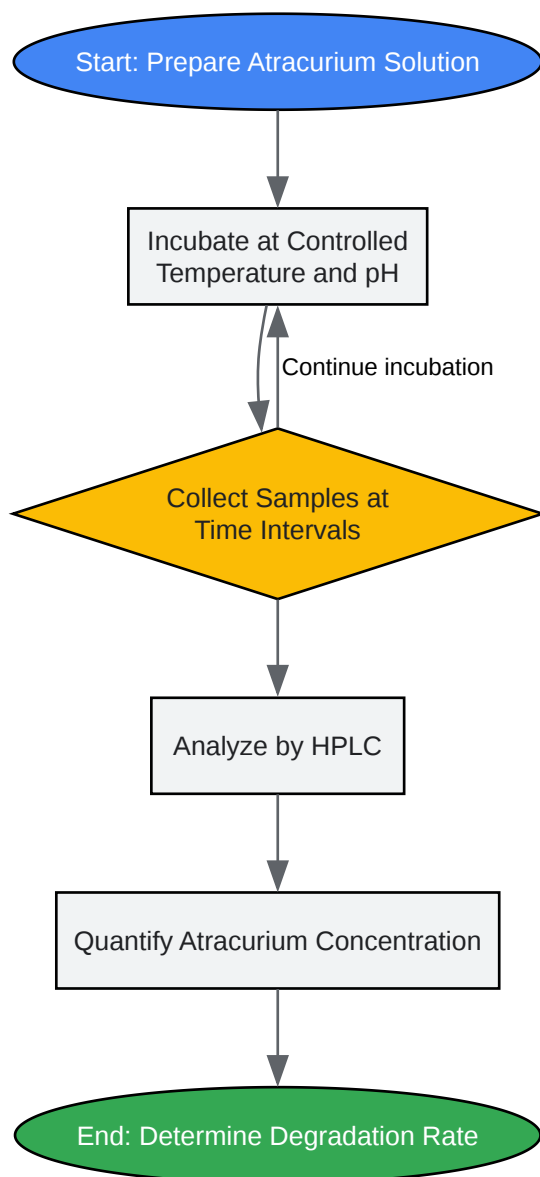 Start: Prepare Atracurium Solution
Incubate at Controlled
Temperature and pH
Continue incubation
Collect Samples at
Time Intervals
Analyze by HPLC
Quantify Atracurium Concentration
End: Determine Degradation Rate